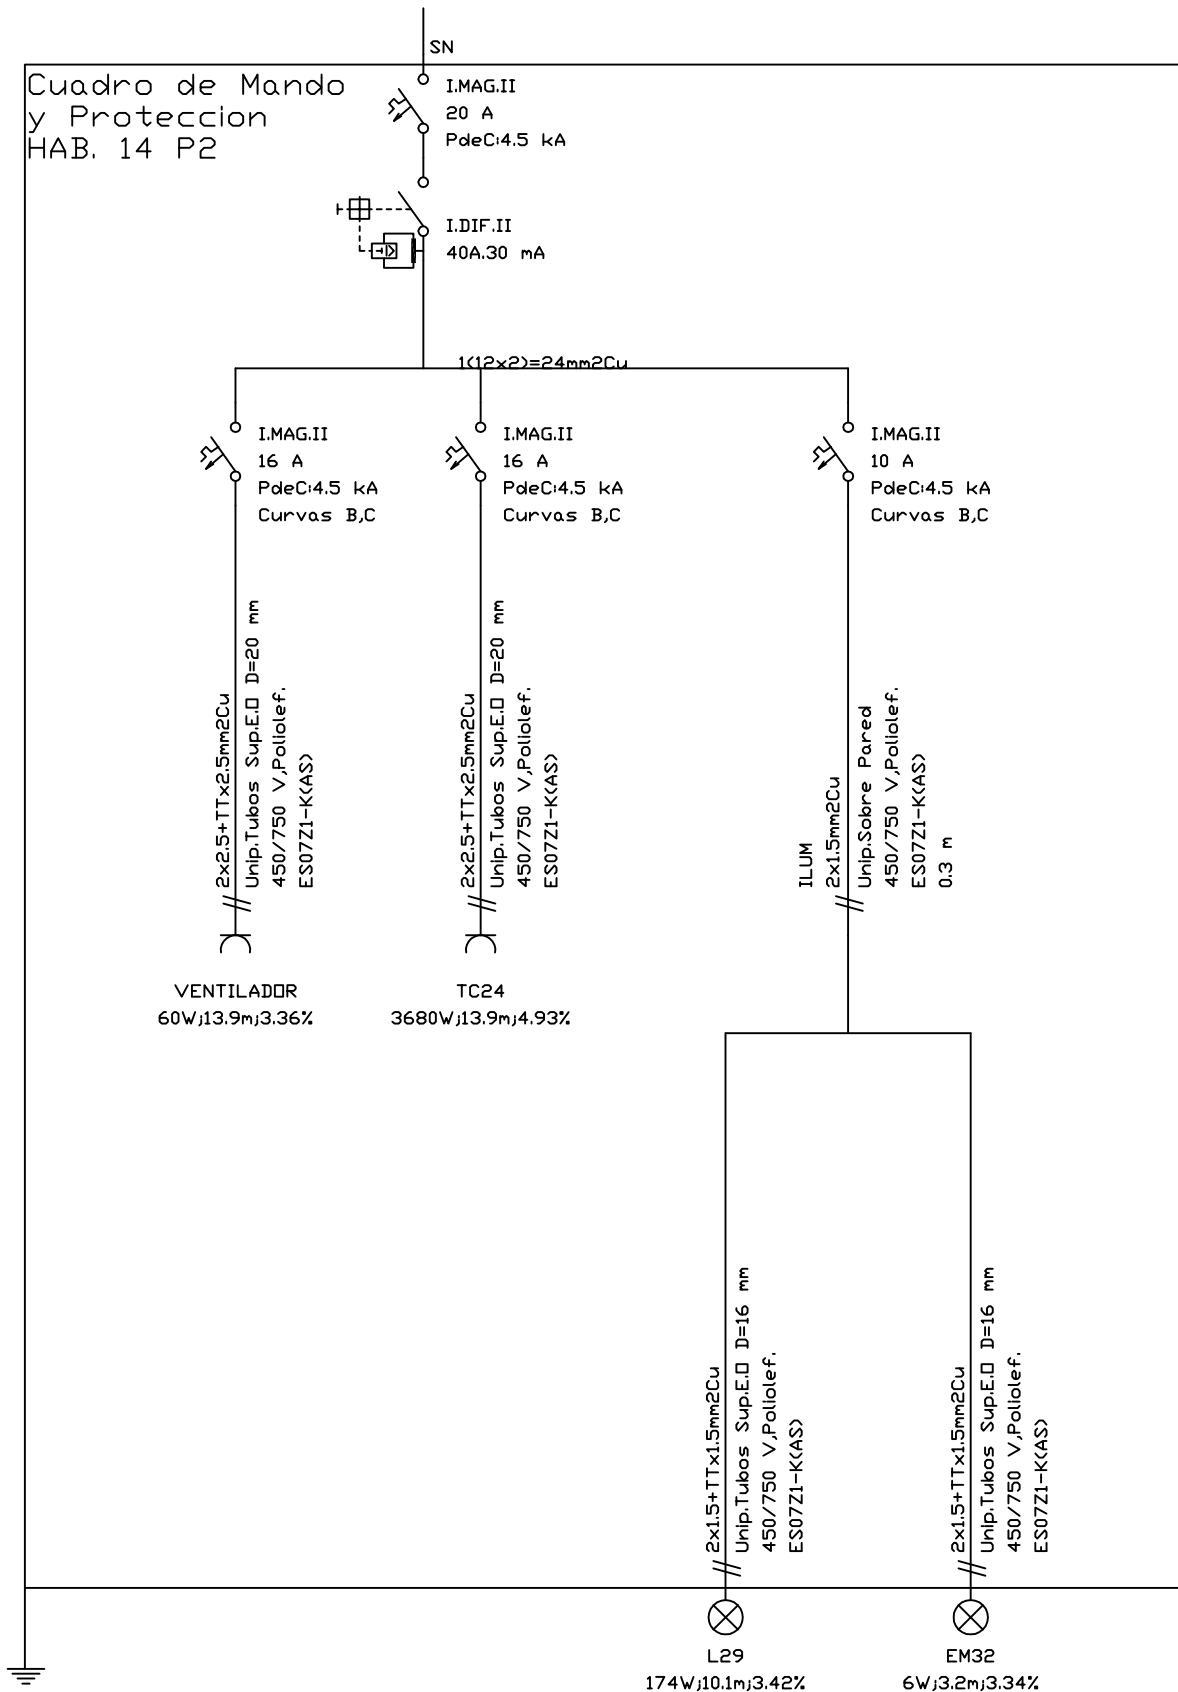 SN
Cuadro de Mando
y Proteccion
HAB. 14 P2
I.MAG.II
20 A
PdeC:4.5 kA
I.DIF.II
40A.30 mA
1(12x2)=24mm2Cu
I.MAG.II
16 A
PdeC:4.5 kA
Curvas B,C
I.MAG.II
16 A
PdeC:4.5 kA
Curvas B,C
I.MAG.II
10 A
PdeC:4.5 kA
Curvas B,C
2x2.5+TTx2.5mm2Cu
Unip.Tubos Sup.E.O D=20 mm
450/750 V,Poliolef.
ES07Z1-K(AS)
2x2.5+TTx2.5mm2Cu
Unip.Tubos Sup.E.O D=20 mm
450/750 V,Poliolef.
ES07Z1-K(AS)
ILUM
2x1.5mm2Cu
Unip.Sobre Pared
450/750 V,Poliolef.
ES07Z1-K(AS)
0.3 m
VENTILADOR
60W;13.9m;3.36%
TC24
3680W;13.9m;4.93%
2x1.5+TTx1.5mm2Cu
Unip.Tubos Sup.E.O D=16 mm
450/750 V,Poliolef.
ES07Z1-K(AS)
2x1.5+TTx1.5mm2Cu
Unip.Tubos Sup.E.O D=16 mm
450/750 V,Poliolef.
ES07Z1-K(AS)
L29
174W;10.1m;3.42%
EM32
6W;3.2m;3.34%